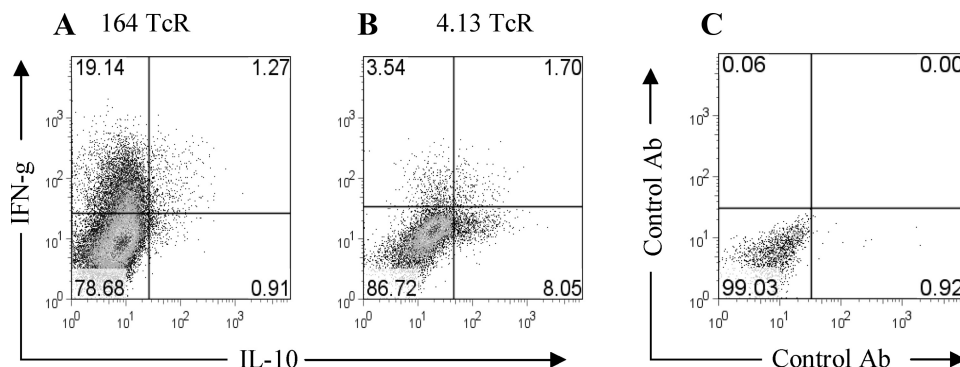 A 164 TcR
B 4.13 TcR
C
19.14 1.27
3.54 1.70
0.06 0.00
IFN-g
10³
10²
10¹
10⁰
78.68 0.91
10⁰ 10¹ 10² 10³
10³
10²
10¹
10⁰
86.72 8.05
10⁰ 10¹ 10² 10³
Control Ab
10³
10²
10¹
10⁰
99.03 0.92
10⁰ 10¹ 10² 10³
IL-10
Control Ab